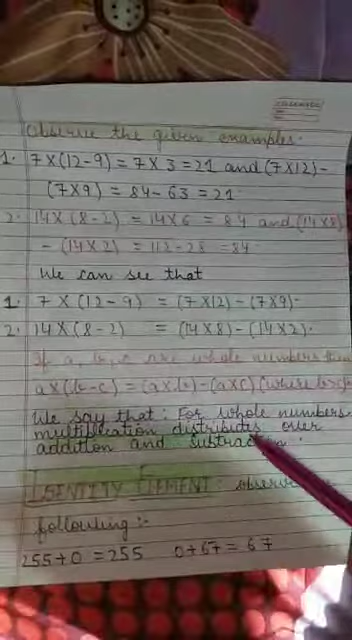 Observe the given examples.
1. 7×(12-9) = 7×3 = 21 and (7×12)-
(7×9) = 84-63 = 21
2. 14×(8-2) = 14×6 = 84 and (14×8)
- (14×2) = 112-28 = 84
We can see that
1. 7×(12-9) = (7×12)-(7×9)
2. 14×(8-2) = (14×8)-(14×2).
If a, b, c are whole numbers then
a×(b-c) = (a×b)-(a×c) (where b>c)
We say that: For whole numbers
multiplication distributes over
addition and subtraction.
IDENTITY ELEMENT: observe
following:-
255+0 = 255 0+67 = 67